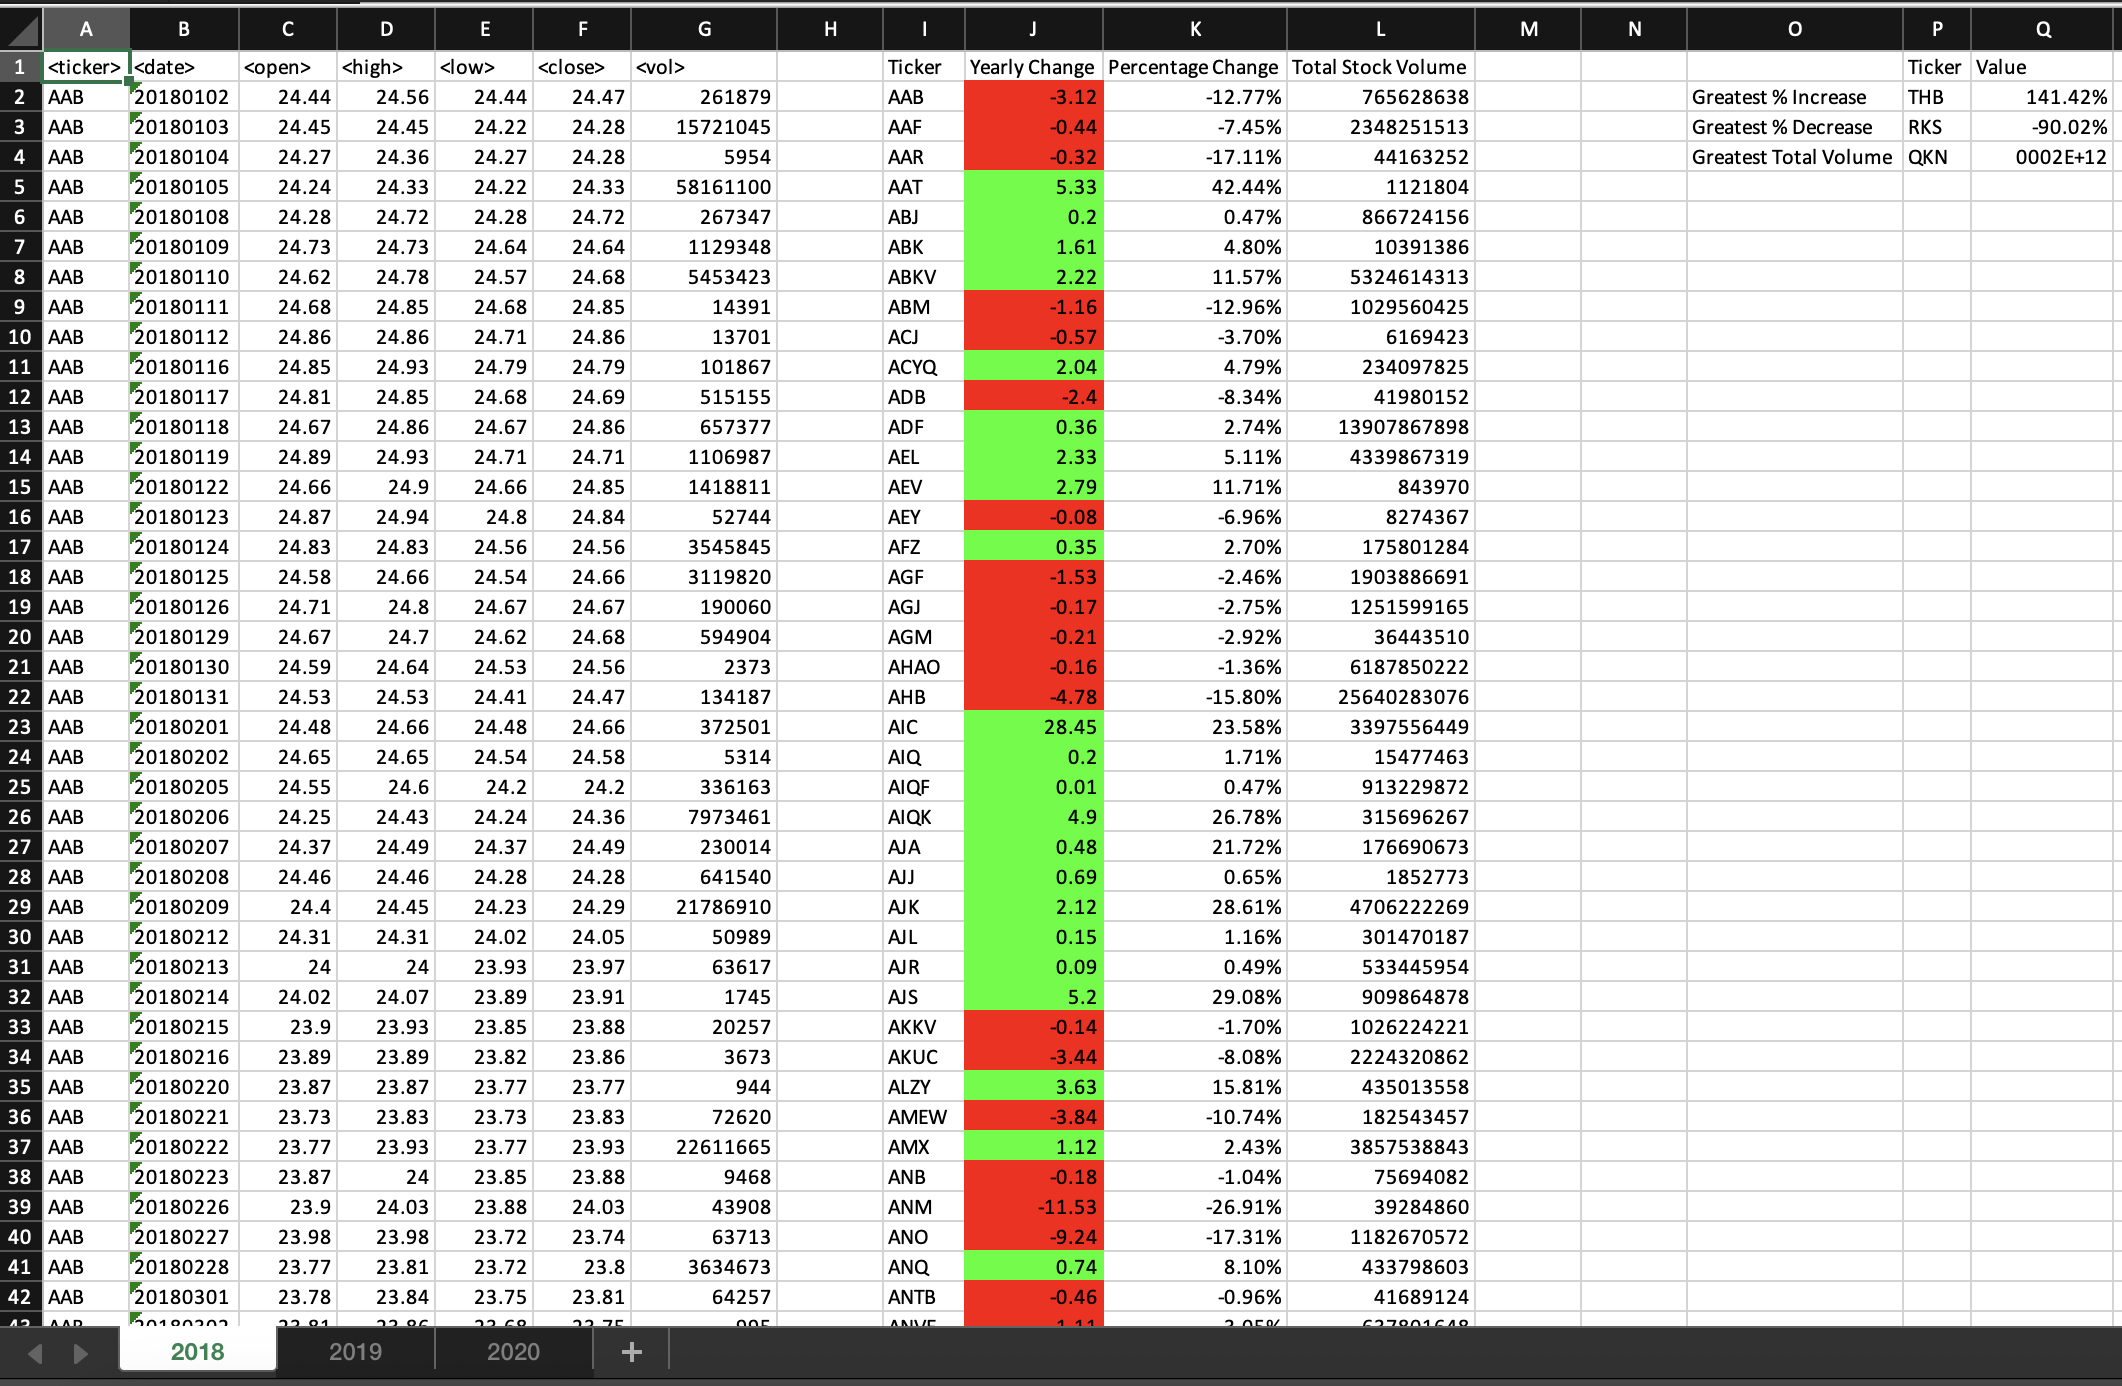 A B C D E F G H I J K L M N O P Q
1 <ticker> <date> <open> <high> <low> <close> <vol> Ticker Yearly Change Percentage Change Total Stock Volume Ticker Value
2 AAB 20180102 24.44 24.56 24.44 24.47 261879 AAB -3.12 -12.77% 765628638 Greatest % Increase THB 141.42%
3 AAB 20180103 24.45 24.45 24.22 24.28 15721045 AAF -0.44 -7.45% 2348251513 Greatest % Decrease RKS -90.02%
4 AAB 20180104 24.27 24.36 24.27 24.28 5954 AAR -0.32 -17.11% 44163252 Greatest Total Volume QKN 0002E+12
5 AAB 20180105 24.24 24.33 24.22 24.33 58161100 AAT 5.33 42.44% 1121804
6 AAB 20180108 24.28 24.72 24.28 24.72 267347 ABJ 0.2 0.47% 866724156
7 AAB 20180109 24.73 24.73 24.64 24.64 1129348 ABK 1.61 4.80% 10391386
8 AAB 20180110 24.62 24.78 24.57 24.68 5453423 ABKV 2.22 11.57% 5324614313
9 AAB 20180111 24.68 24.85 24.68 24.85 14391 ABM -1.16 -12.96% 1029560425
10 AAB 20180112 24.86 24.86 24.71 24.86 13701 ACJ -0.57 -3.70% 6169423
11 AAB 20180116 24.85 24.93 24.79 24.79 101867 ACYQ 2.04 4.79% 234097825
12 AAB 20180117 24.81 24.85 24.68 24.69 515155 ADB -2.4 -8.34% 41980152
13 AAB 20180118 24.67 24.86 24.67 24.86 657377 ADF 0.36 2.74% 13907867898
14 AAB 20180119 24.89 24.93 24.71 24.71 1106987 AEL 2.33 5.11% 4339867319
15 AAB 20180122 24.66 24.9 24.66 24.85 1418811 AEV 2.79 11.71% 843970
16 AAB 20180123 24.87 24.94 24.8 24.84 52744 AEY -0.08 -6.96% 8274367
17 AAB 20180124 24.83 24.83 24.56 24.56 3545845 AFZ 0.35 2.70% 175801284
18 AAB 20180125 24.58 24.66 24.54 24.66 3119820 AGF -1.53 -2.46% 1903886691
19 AAB 20180126 24.71 24.8 24.67 24.67 190060 AGJ -0.17 -2.75% 1251599165
20 AAB 20180129 24.67 24.7 24.62 24.68 594904 AGM -0.21 -2.92% 36443510
21 AAB 20180130 24.59 24.64 24.53 24.56 2373 AHAO -0.16 -1.36% 6187850222
22 AAB 20180131 24.53 24.53 24.41 24.47 134187 AHB -4.78 -15.80% 25640283076
23 AAB 20180201 24.48 24.66 24.48 24.66 372501 AIC 28.45 23.58% 3397556449
24 AAB 20180202 24.65 24.65 24.54 24.58 5314 AIQ 0.2 1.71% 15477463
25 AAB 20180205 24.55 24.6 24.2 24.2 336163 AIQF 0.01 0.47% 913229872
26 AAB 20180206 24.25 24.43 24.24 24.36 7973461 AIQK 4.9 26.78% 315696267
27 AAB 20180207 24.37 24.49 24.37 24.49 230014 AJA 0.48 21.72% 176690673
28 AAB 20180208 24.46 24.46 24.28 24.28 641540 AJJ 0.69 0.65% 1852773
29 AAB 20180209 24.4 24.45 24.23 24.29 21786910 AJK 2.12 28.61% 4706222269
30 AAB 20180212 24.31 24.31 24.02 24.05 50989 AJL 0.15 1.16% 301470187
31 AAB 20180213 24 24 23.93 23.97 63617 AJR 0.09 0.49% 533445954
32 AAB 20180214 24.02 24.07 23.89 23.91 1745 AJS 5.2 29.08% 909864878
33 AAB 20180215 23.9 23.93 23.85 23.88 20257 AKKV -0.14 -1.70% 1026224221
34 AAB 20180216 23.89 23.89 23.82 23.86 3673 AKUC -3.44 -8.08% 2224320862
35 AAB 20180220 23.87 23.87 23.77 23.77 944 ALZY 3.63 15.81% 435013558
36 AAB 20180221 23.73 23.83 23.73 23.83 72620 AMEW -3.84 -10.74% 182543457
37 AAB 20180222 23.77 23.93 23.77 23.93 22611665 AMX 1.12 2.43% 3857538843
38 AAB 20180223 23.87 24 23.85 23.88 9468 ANB -0.18 -1.04% 75694082
39 AAB 20180226 23.9 24.03 23.88 24.03 43908 ANM -11.53 -26.91% 39284860
40 AAB 20180227 23.98 23.98 23.72 23.74 63713 ANO -9.24 -17.31% 1182670572
41 AAB 20180228 23.77 23.81 23.72 23.8 3634673 ANQ 0.74 8.10% 433798603
42 AAB 20180301 23.78 23.84 23.75 23.81 64257 ANTB -0.46 -0.96% 41689124
2018 2019 2020 +